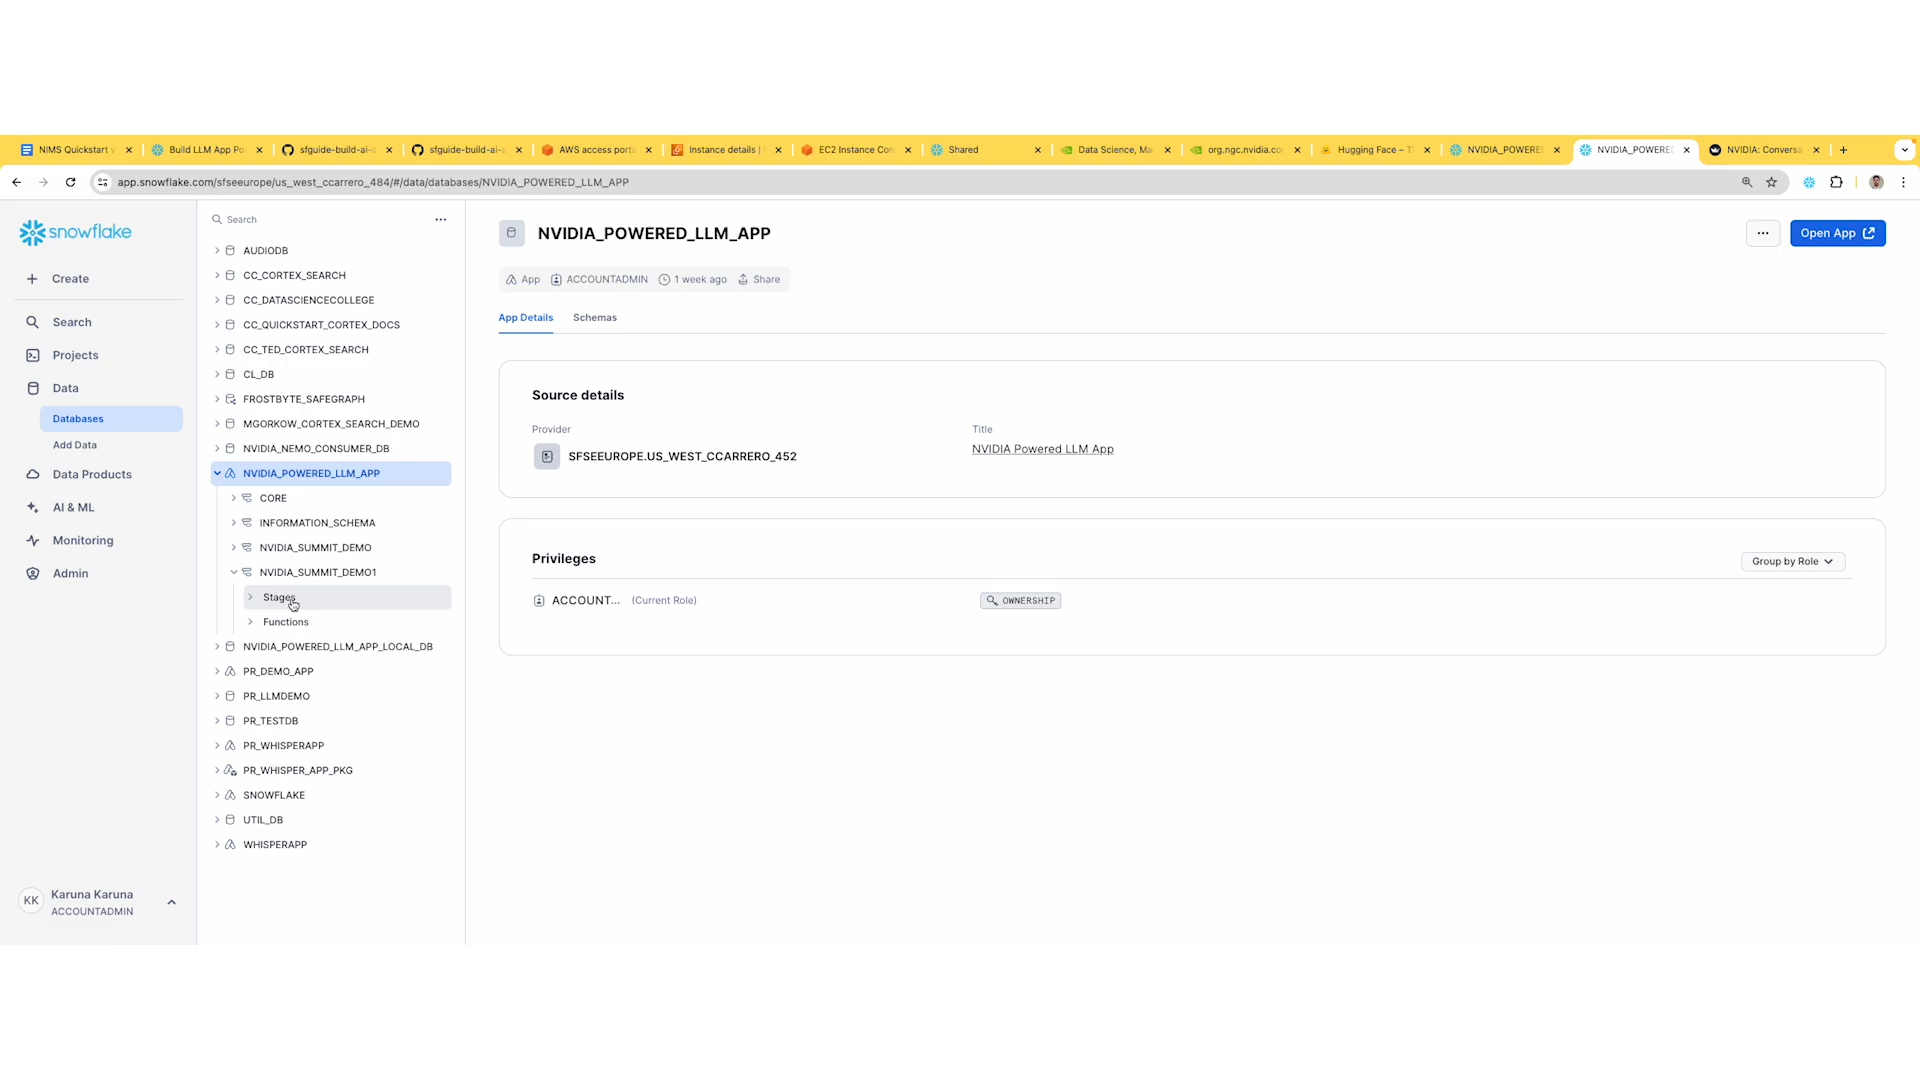 NIMS Quickstart
Build LLM App Po
sfguide-build-ai-a
sfguide-build-ai-a
AWS access porta
Instance details |
EC2 Instance Con
Shared
Data Science, Ma
org.ngc.nvidia.co
Hugging Face – T
NVIDIA_POWERE
NVIDIA_POWERE
NVIDIA: Conversa
app.snowflake.com/sfseeurope/us_west_ccarrero_484/#/data/databases/NVIDIA_POWERED_LLM_APP
snowflake
Create
Search
Projects
Data
Databases
Add Data
Data Products
AI & ML
Monitoring
Admin
KK
Karuna Karuna
ACCOUNTADMIN
Search
AUDIODB
CC_CORTEX_SEARCH
CC_DATASCIENCECOLLEGE
CC_QUICKSTART_CORTEX_DOCS
CC_TED_CORTEX_SEARCH
CL_DB
FROSTBYTE_SAFEGRAPH
MGORKOW_CORTEX_SEARCH_DEMO
NVIDIA_NEMO_CONSUMER_DB
NVIDIA_POWERED_LLM_APP
CORE
INFORMATION_SCHEMA
NVIDIA_SUMMIT_DEMO
NVIDIA_SUMMIT_DEMO1
Stages
Functions
NVIDIA_POWERED_LLM_APP_LOCAL_DB
PR_DEMO_APP
PR_LLMDEMO
PR_TESTDB
PR_WHISPERAPP
PR_WHISPER_APP_PKG
SNOWFLAKE
UTIL_DB
WHISPERAPP
NVIDIA_POWERED_LLM_APP
Open App
App ACCOUNTADMIN 1 week ago Share
App Details Schemas
Source details
Provider
SFSEEUROPE.US_WEST_CCARRERO_452
Title
NVIDIA Powered LLM App
Privileges
Group by Role
ACCOUNT... (Current Role)
OWNERSHIP